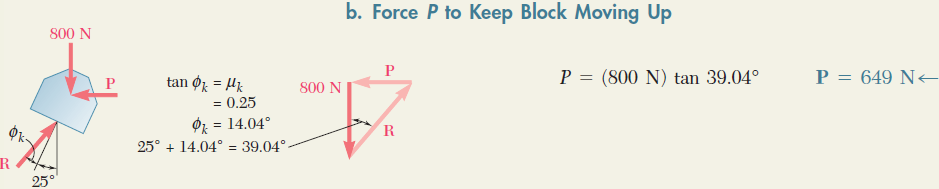 b. Force P to Keep Block Moving Up
800 N
P
ϕk
R
25°
tan ϕk = μk
= 0.25
ϕk = 14.04°
25° + 14.04° = 39.04°
800 N
P
R
P = (800 N) tan 39.04°
P = 649 N←